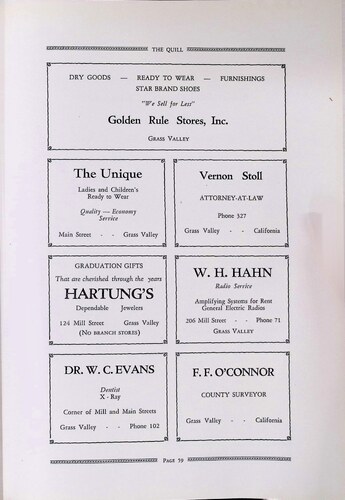 THE QUILL
DRY GOODS — READY TO WEAR — FURNISHINGS
STAR BRAND SHOES
"We Sell for Less"
Golden Rule Stores, Inc.
GRASS VALLEY
The Unique
Ladies and Children's
Ready to Wear
Quality — Economy
Service
Main Street - - Grass Valley
Vernon Stoll
ATTORNEY-AT-LAW
Phone 327
Grass Valley - - California
GRADUATION GIFTS
That are cherished through the years
HARTUNG'S
Dependable Jewelers
124 Mill Street Grass Valley
(NO BRANCH STORES)
W. H. HAHN
Radio Service
Amplifying Systems for Rent
General Electric Radios
206 Mill Street - - Phone 71
GRASS VALLEY
DR. W. C. EVANS
Dentist
X - Ray
Corner of Mill and Main Streets
Grass Valley - - Phone 102
F. F. O'CONNOR
COUNTY SURVEYOR
Grass Valley - - California
PAGE 59